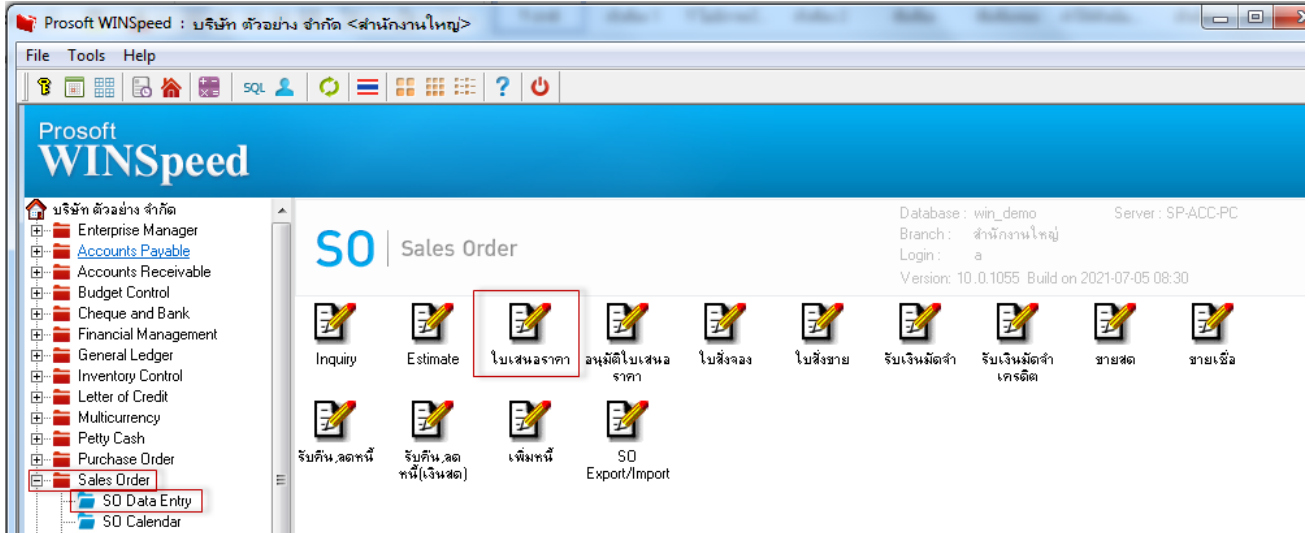 Prosoft WINSpeed : บริษัท ตัวอย่าง จำกัด <สำนักงานใหญ่>
File Tools Help
SQL ?
Prosoft
WINSpeed
บริษัท ตัวอย่าง จำกัด
Enterprise Manager
Accounts Payable
Accounts Receivable
Budget Control
Cheque and Bank
Financial Management
General Ledger
Inventory Control
Letter of Credit
Multicurrency
Petty Cash
Purchase Order
Sales Order
SO Data Entry
SO Calendar
SO Sales Order
Database : win_demo Server : SP-ACC-PC
Branch : สำนักงานใหญ่
Login : a
Version: 10.0.1055 Build on 2021-07-05 08:30
Inquiry
Estimate
ใบเสนอราคา
อนุมัติใบเสนอ
ราคา
ใบสั่งจอง
ใบสั่งขาย
รับเงินมัดจำ
รับเงินมัดจำ
เครดิต
ขายสด
ขายเชื่อ
รับคืน,ลดหนี้
รับคืน,ลด
หนี้(เงินสด)
เพิ่มหนี้
SO
Export/Import